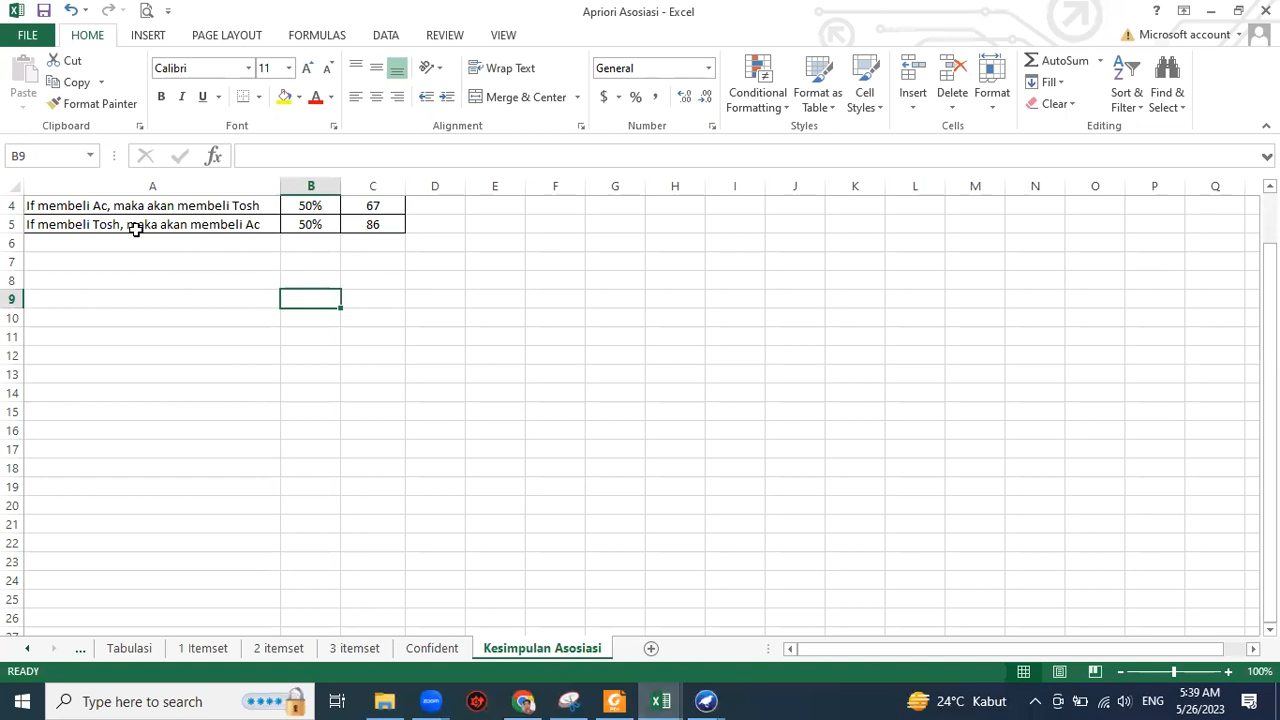 Apriori Asosiasi - Excel
?
FILE HOME INSERT PAGE LAYOUT FORMULAS DATA REVIEW VIEW
Microsoft account
Paste
Cut
Copy
Format Painter
Clipboard
Calibri 11 A A
B I U A
Font
Wrap Text
Merge & Center
Alignment
General
$ % ,
Number
Conditional Formatting
Format as Table
Cell Styles
Styles
Insert Delete Format
Cells
AutoSum
Fill
Clear
Sort & Filter
Find & Select
Editing
B9 fx
A B C D E F G H I J K L M N O P Q
4 If membeli Ac, maka akan membeli Tosh 50% 67
5 If membeli Tosh, maka akan membeli Ac 50% 86
6
7
8
9
10
11
12
13
14
15
16
17
18
19
20
21
22
23
24
25
26
27
... Tabulasi 1 Itemset 2 itemset 3 itemset Confident Kesimpulan Asosiasi
READY 100%
Type here to search
zoom
24°C Kabut
ENG
5:39 AM
5/26/2023